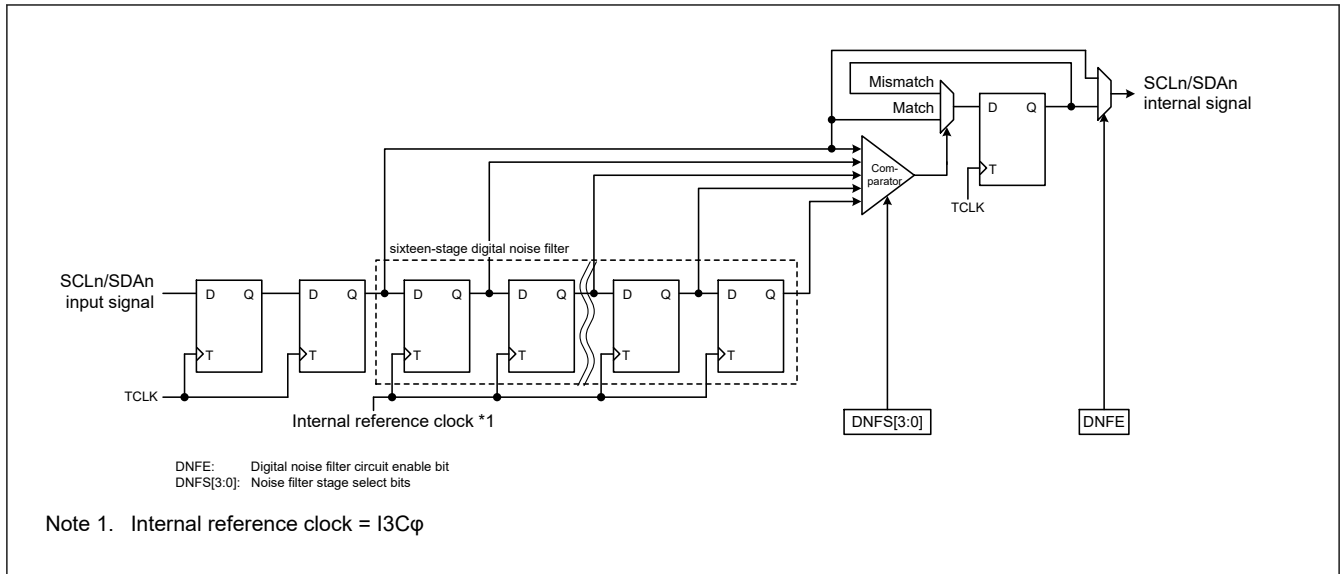 Mismatch
Match
D Q
T
TCLK
SCLn/SDAn
internal signal
Com-
parator
sixteen-stage digital noise filter
SCLn/SDAn
input signal
D Q
T
D Q
T
D Q
T
D Q
T
D Q
T
D Q
T
TCLK
Internal reference clock *1
DNFS[3:0]
DNFE
DNFE: Digital noise filter circuit enable bit
DNFS[3:0]: Noise filter stage select bits
Note 1. Internal reference clock = I3Cφ